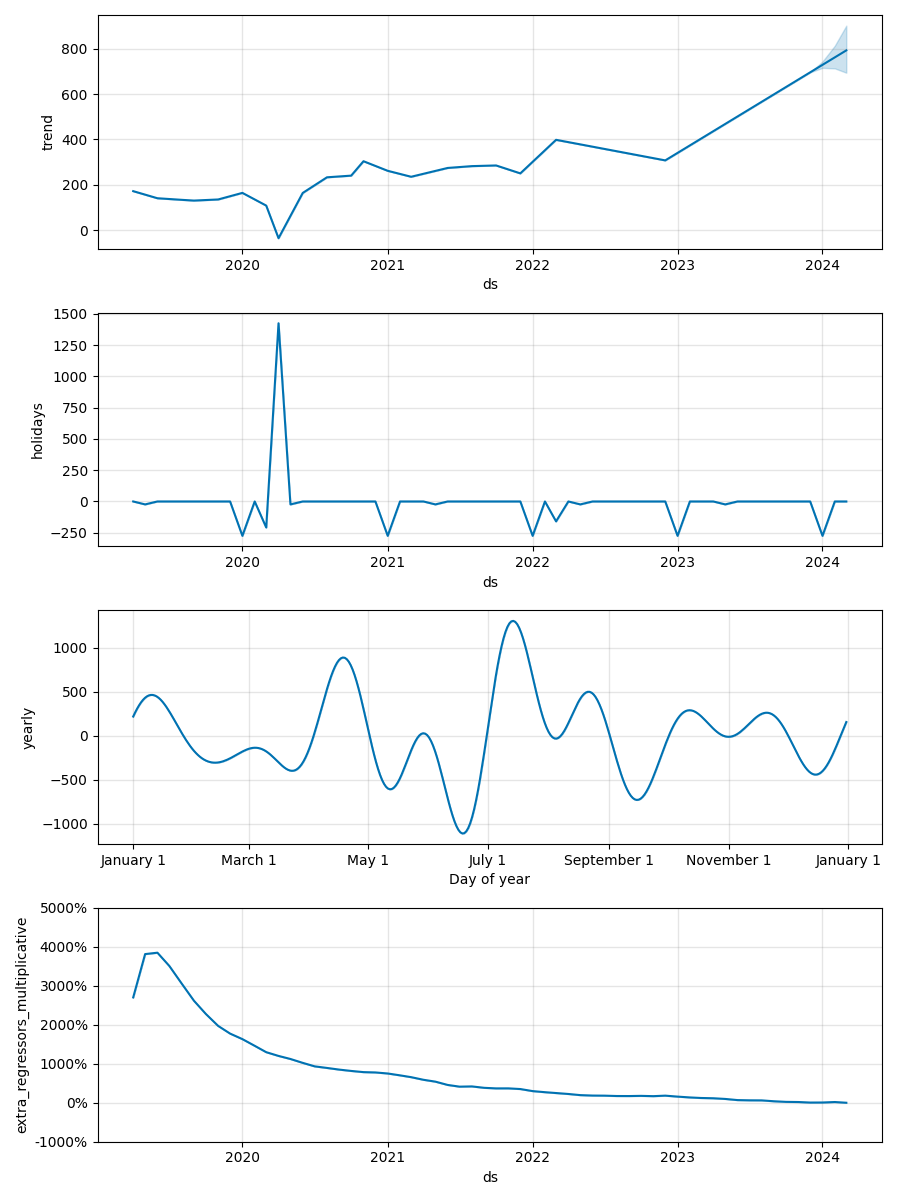 trend
800
600
400
200
0
2020 2021 2022 2023 2024
ds
holidays
1500
1250
1000
750
500
250
0
−250
2020 2021 2022 2023 2024
ds
yearly
1000
500
0
−500
−1000
January 1 March 1 May 1 July 1 September 1 November 1 January 1
Day of year
extra_regressors_multiplicative
5000%
4000%
3000%
2000%
1000%
0%
-1000%
2020 2021 2022 2023 2024
ds